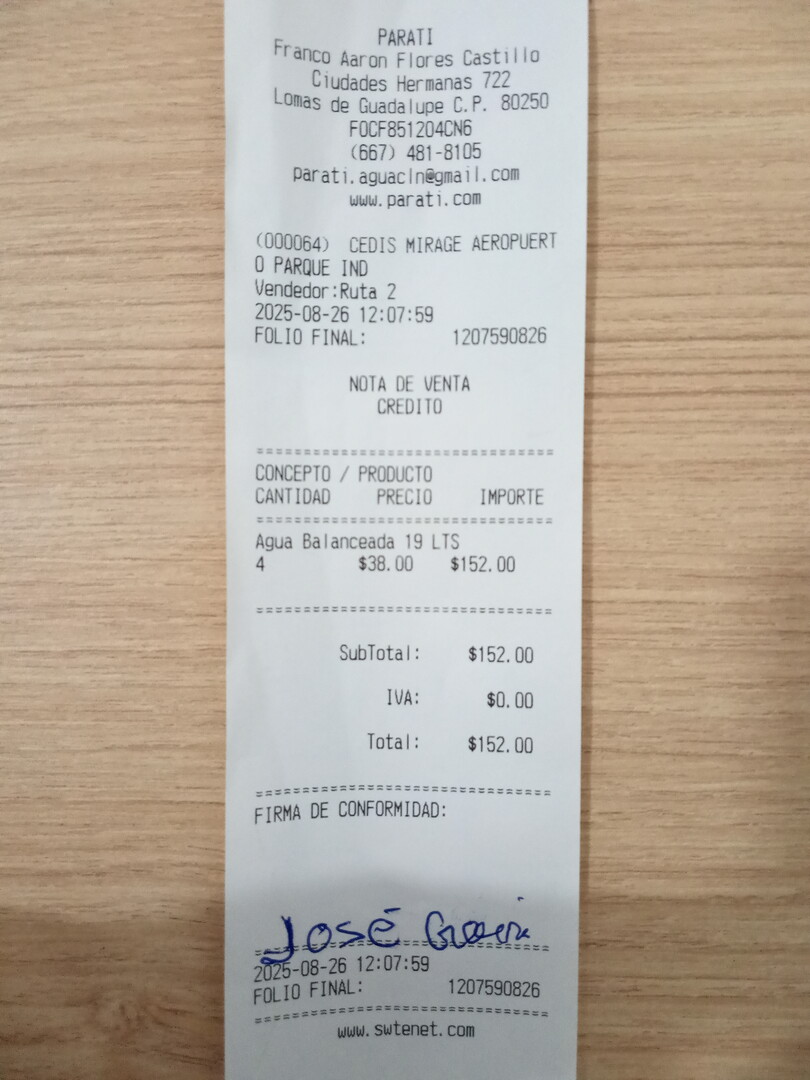 PARATI
Franco Aaron Flores Castillo
Ciudades Hermanas 722
Lomas de Guadalupe C.P. 80250
FOCF851204CN6
(667) 481-8105
parati.aguacln@gmail.com
www.parati.com
(000064) CEDIS MIRAGE AEROPUERT
O PARQUE IND
Vendedor:Ruta 2
2025-08-26 12:07:59
FOLIO FINAL: 1207590826
NOTA DE VENTA
CREDITO
================================
CONCEPTO / PRODUCTO
CANTIDAD PRECIO IMPORTE
================================
Agua Balanceada 19 LTS
4 $38.00 $152.00
================================
SubTotal: $152.00
IVA: $0.00
Total: $152.00
================================
FIRMA DE CONFORMIDAD:
JOSÉ
================================
2025-08-26 12:07:59
FOLIO FINAL: 1207590826
================================
www.swtenet.com